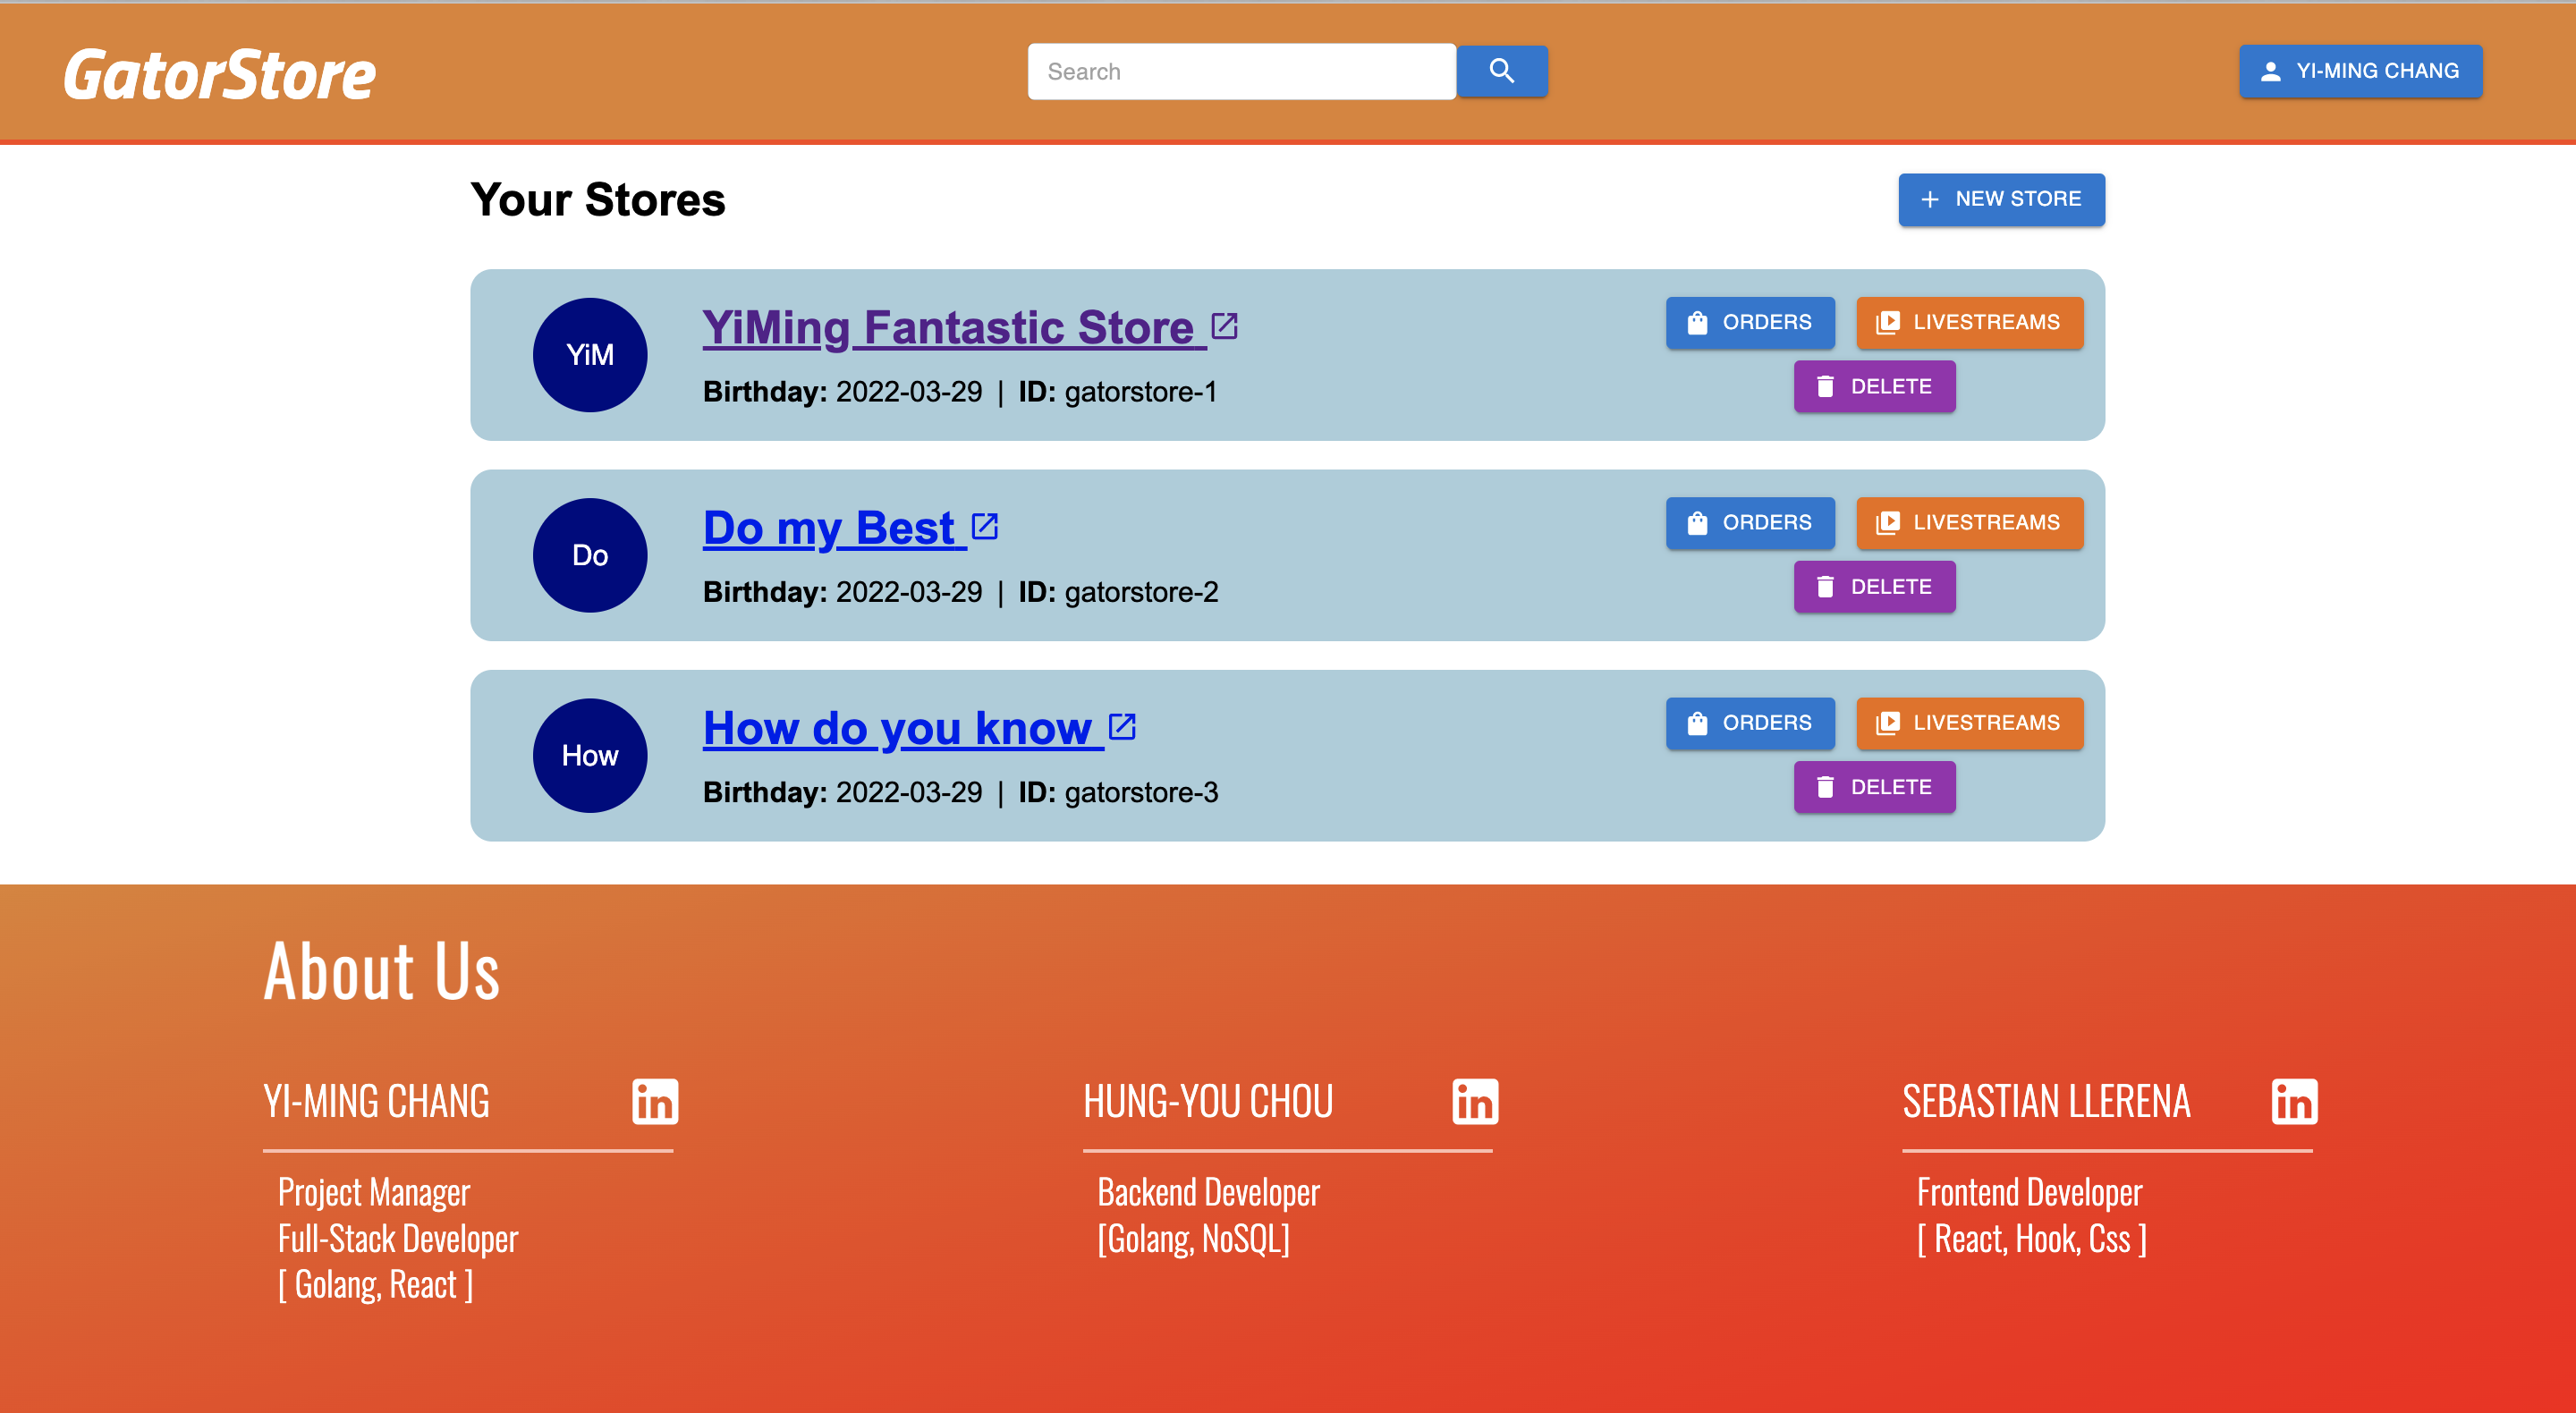 GatorStore
Search
YI-MING CHANG
Your Stores
NEW STORE
YiM
YiMing Fantastic Store
Birthday: 2022-03-29 | ID: gatorstore-1
ORDERS
LIVESTREAMS
DELETE
Do
Do my Best
Birthday: 2022-03-29 | ID: gatorstore-2
ORDERS
LIVESTREAMS
DELETE
How
How do you know
Birthday: 2022-03-29 | ID: gatorstore-3
ORDERS
LIVESTREAMS
DELETE
About Us
YI-MING CHANG
in
Project Manager
Full-Stack Developer
[ Golang, React ]
HUNG-YOU CHOU
in
Backend Developer
[Golang, NoSQL]
SEBASTIAN LLERENA
in
Frontend Developer
[ React, Hook, Css ]